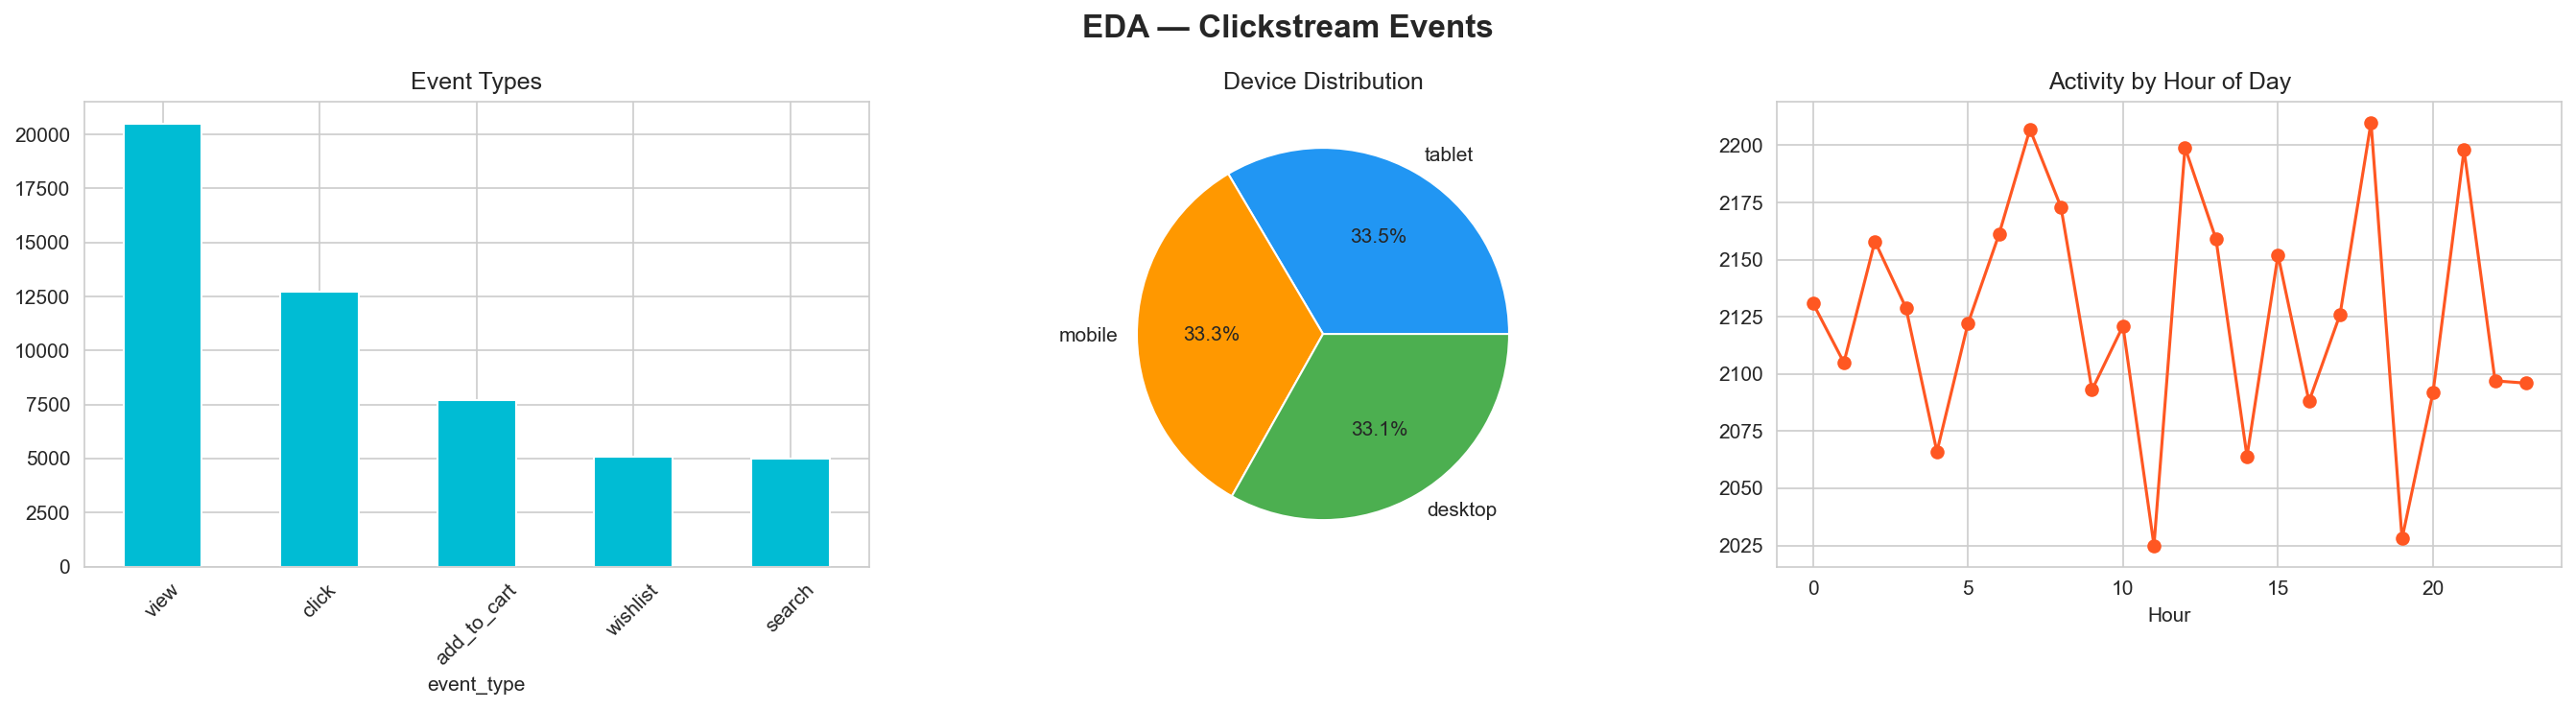 EDA — Clickstream Events
Event Types
20000
17500
15000
12500
10000
7500
5000
2500
0
view
click
add_to_cart
wishlist
search
event_type
Device Distribution
tablet
33.5%
mobile
33.3%
33.1%
desktop
Activity by Hour of Day
2200
2175
2150
2125
2100
2075
2050
2025
0 5 10 15 20
Hour